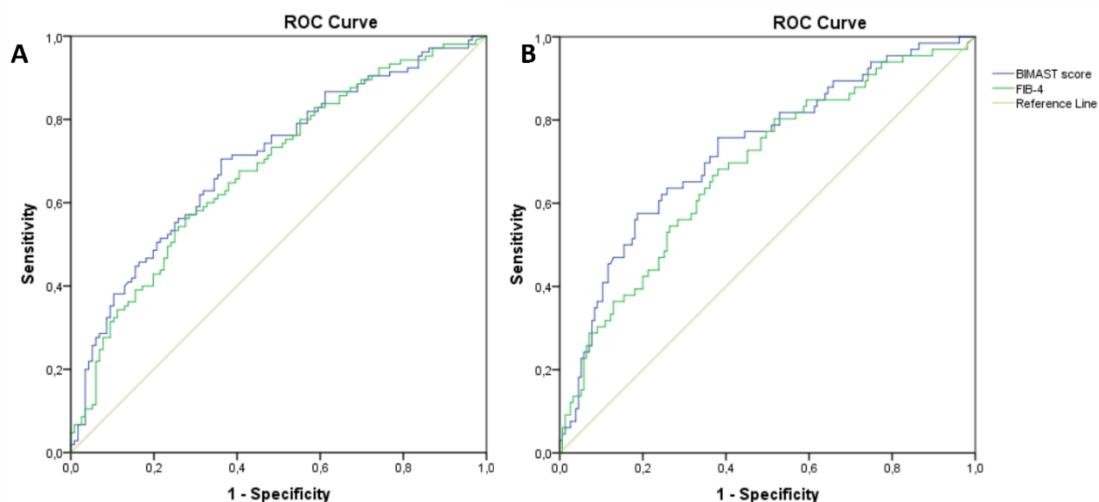 A
ROC Curve
Sensitivity
1,0
0,8
0,6
0,4
0,2
0,0
0,0 0,2 0,4 0,6 0,8 1,0
1 - Specificity
B
ROC Curve
Sensitivity
1,0
0,8
0,6
0,4
0,2
0,0
0,0 0,2 0,4 0,6 0,8 1,0
1 - Specificity
BIMAST score
FIB-4
Reference Line